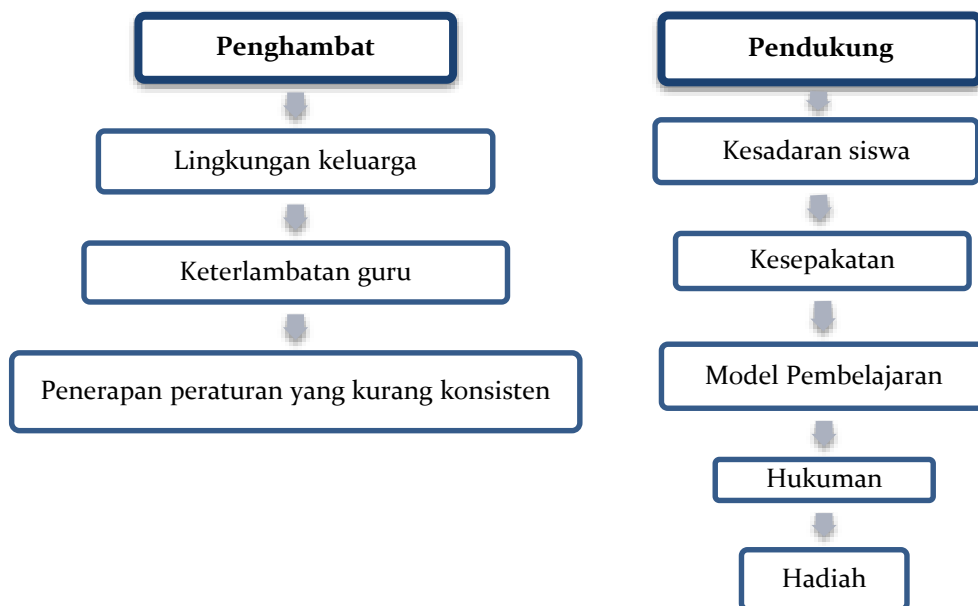 Penghambat
Lingkungan keluarga
Keterlambatan guru
Penerapan peraturan yang kurang konsisten
Pendukung
Kesadaran siswa
Kesepakatan
Model Pembelajaran
Hukuman
Hadiah